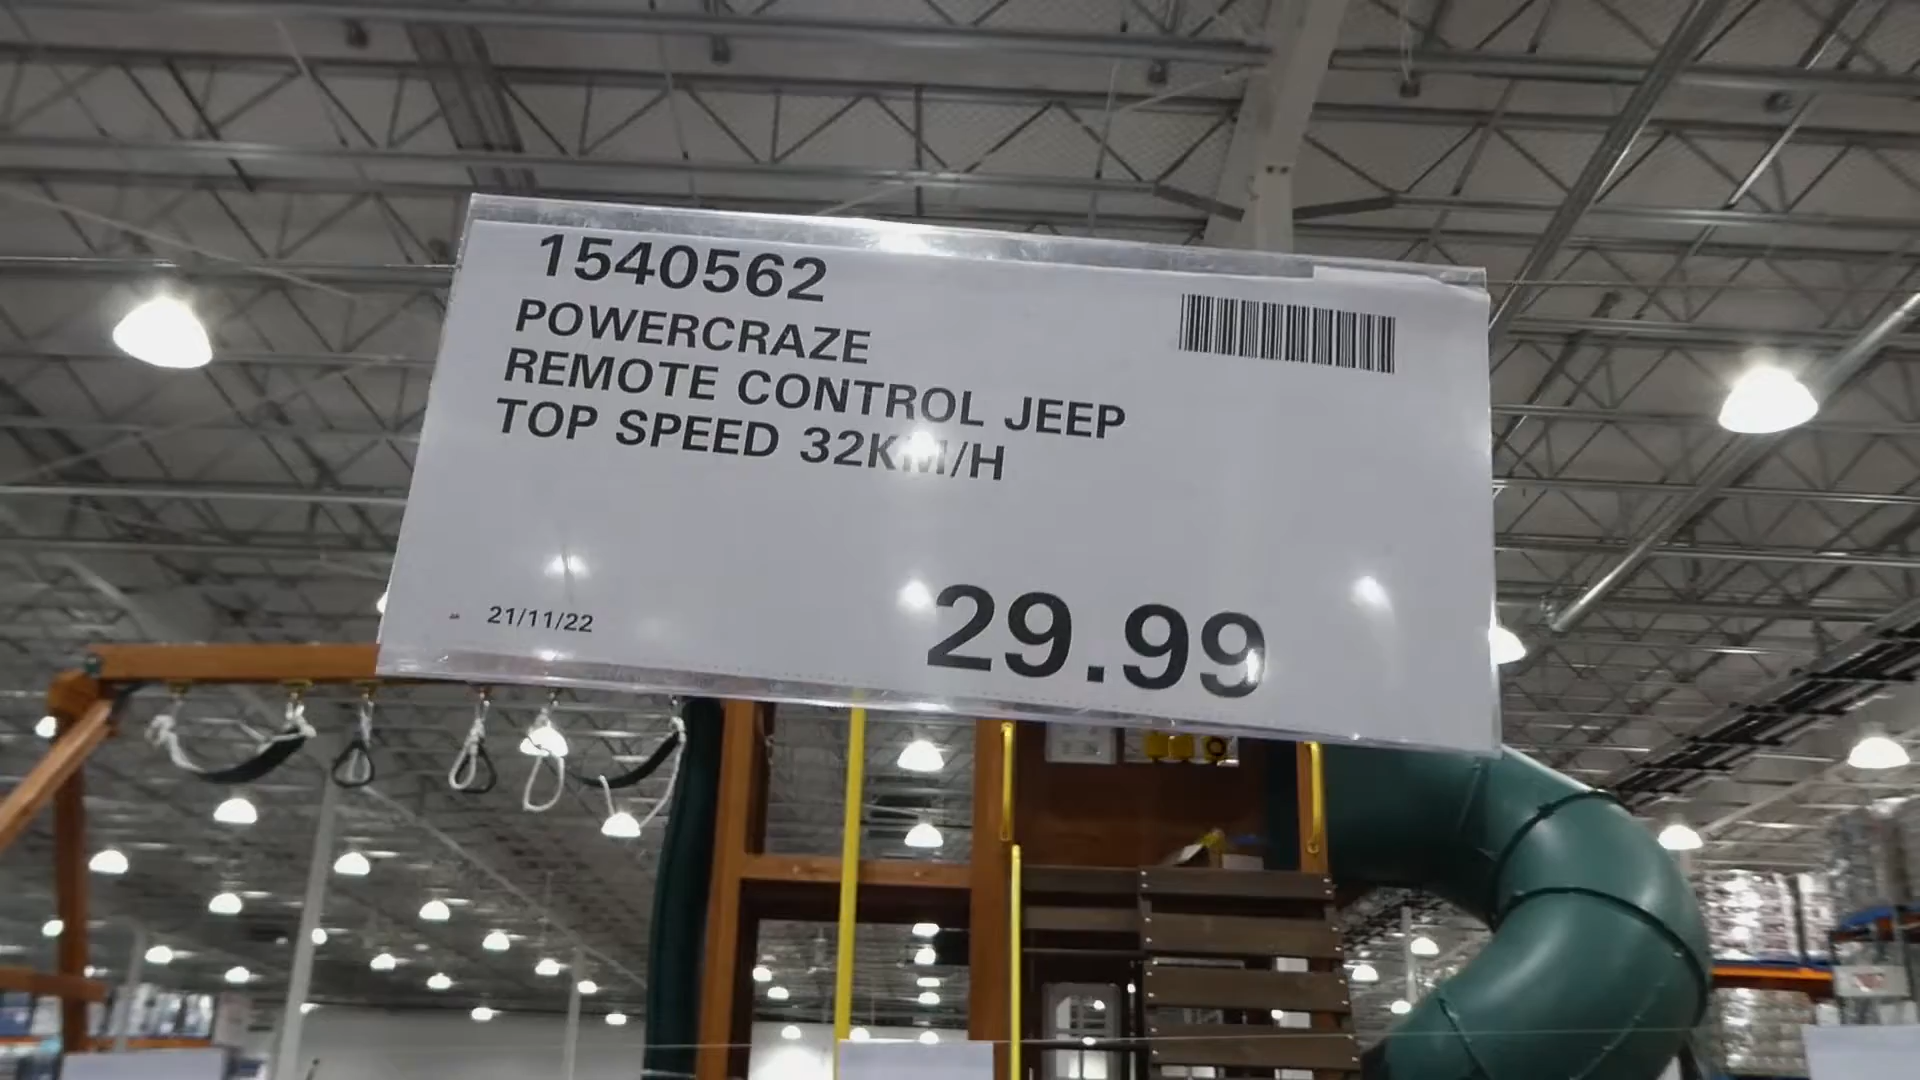 1540562
POWERCRAZE
REMOTE CONTROL JEEP
TOP SPEED 32KM/H
21/11/22
29.99